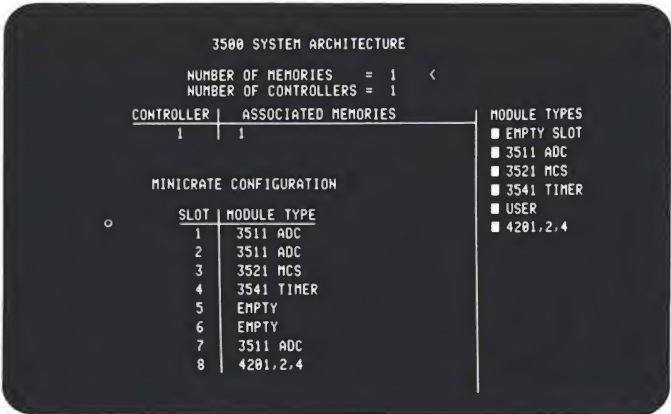 3500 SYSTEM ARCHITECTURE
NUMBER OF MEMORIES = 1 <
NUMBER OF CONTROLLERS = 1
CONTROLLER | ASSOCIATED MEMORIES
1 | 1
MINICRATE CONFIGURATION
SLOT | MODULE TYPE
1 3511 ADC
2 3511 ADC
3 3521 MCS
4 3541 TIMER
5 EMPTY
6 EMPTY
7 3511 ADC
8 4201,2,4
MODULE TYPES
EMPTY SLOT
3511 ADC
3521 MCS
3541 TIMER
USER
4201,2,4